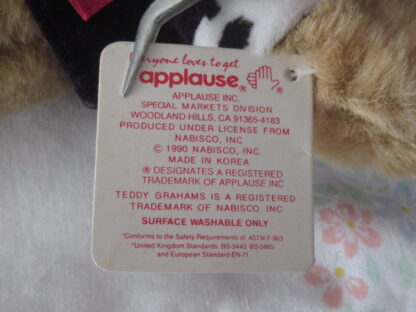 everyone loves to get
applause®
®
APPLAUSE INC.
SPECIAL MARKETS DIVISION
WOODLAND HILLS, CA 91365-4183
PRODUCED UNDER LICENSE FROM
NABISCO, INC
© 1990 NABISCO, INC.
MADE IN KOREA
® DESIGNATES A REGISTERED
TRADEMARK OF APPLAUSE INC.
TEDDY GRAHAMS IS A REGISTERED
TRADEMARK OF NABISCO, INC
SURFACE WASHABLE ONLY
*Conforms to the Safety Requirements of ASTM F 963
*United Kingdom Standards, BS-3443, BS-5665
and European Standard EN-71.